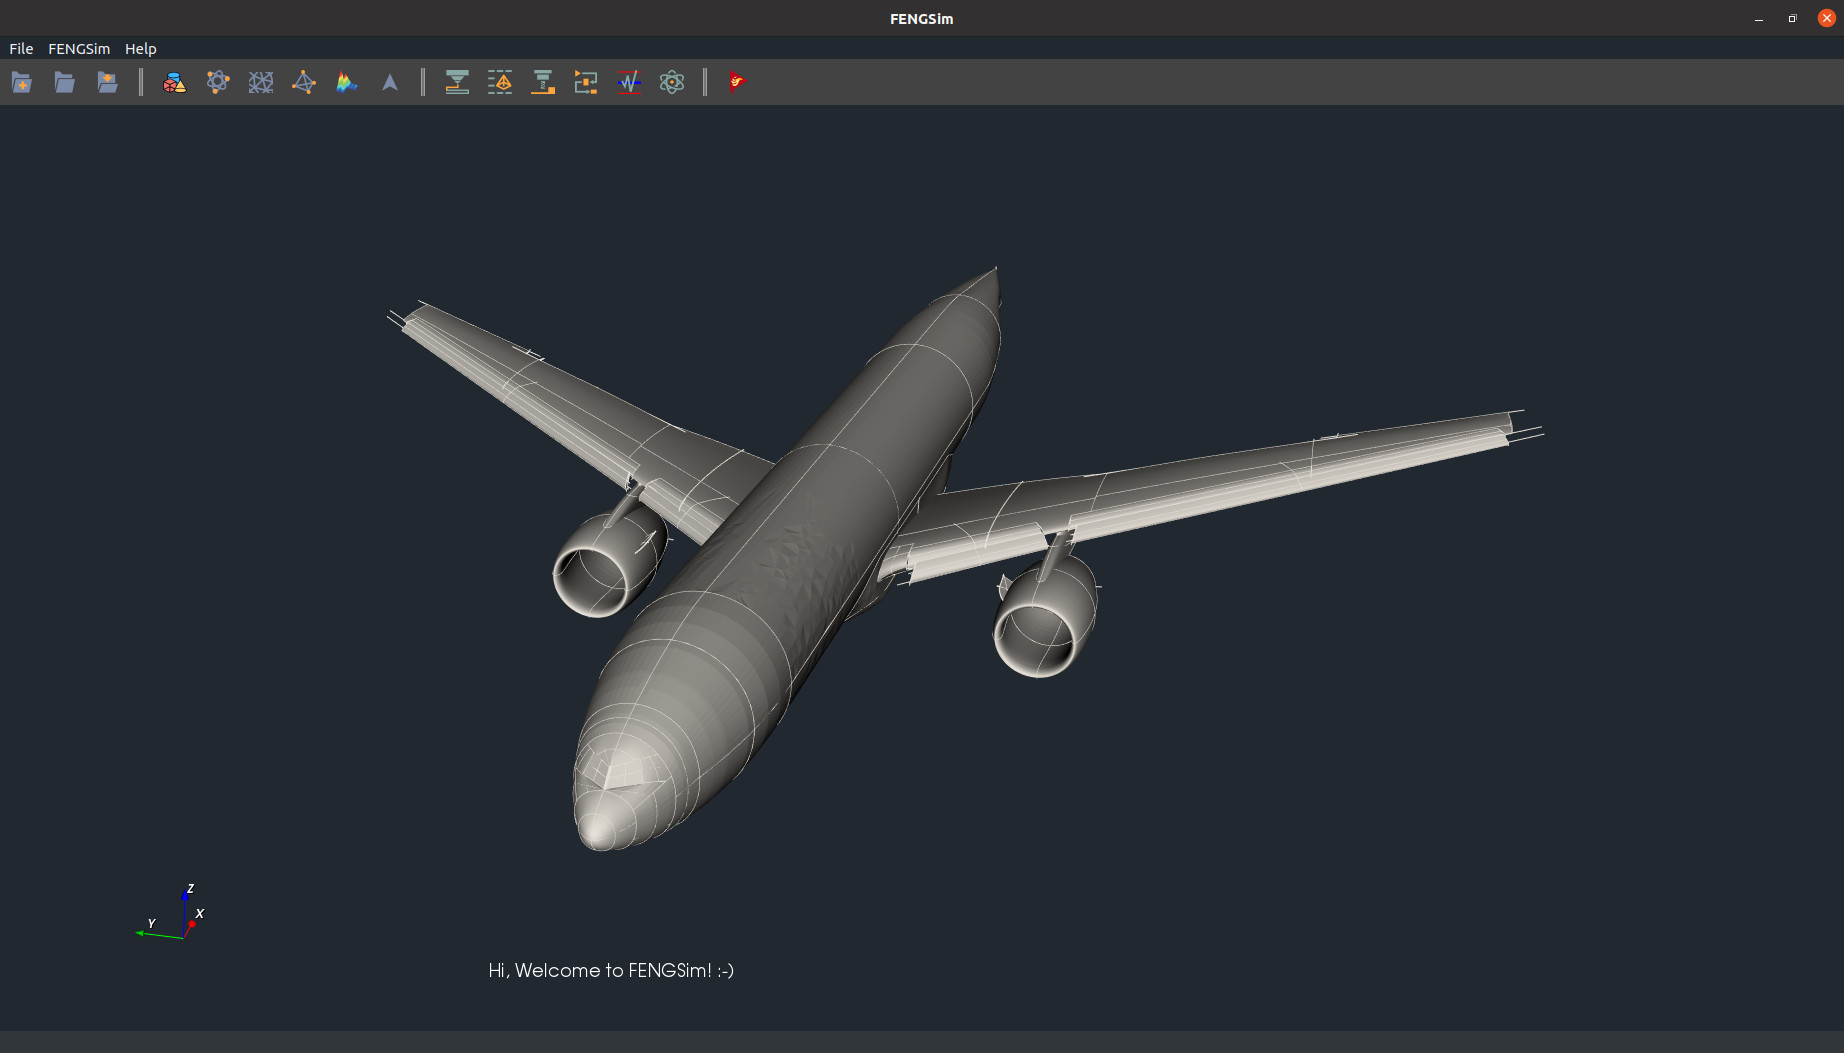 FENGSim
File FENGSim Help
Z
X
Y
Hi, Welcome to FENGSim! :-)